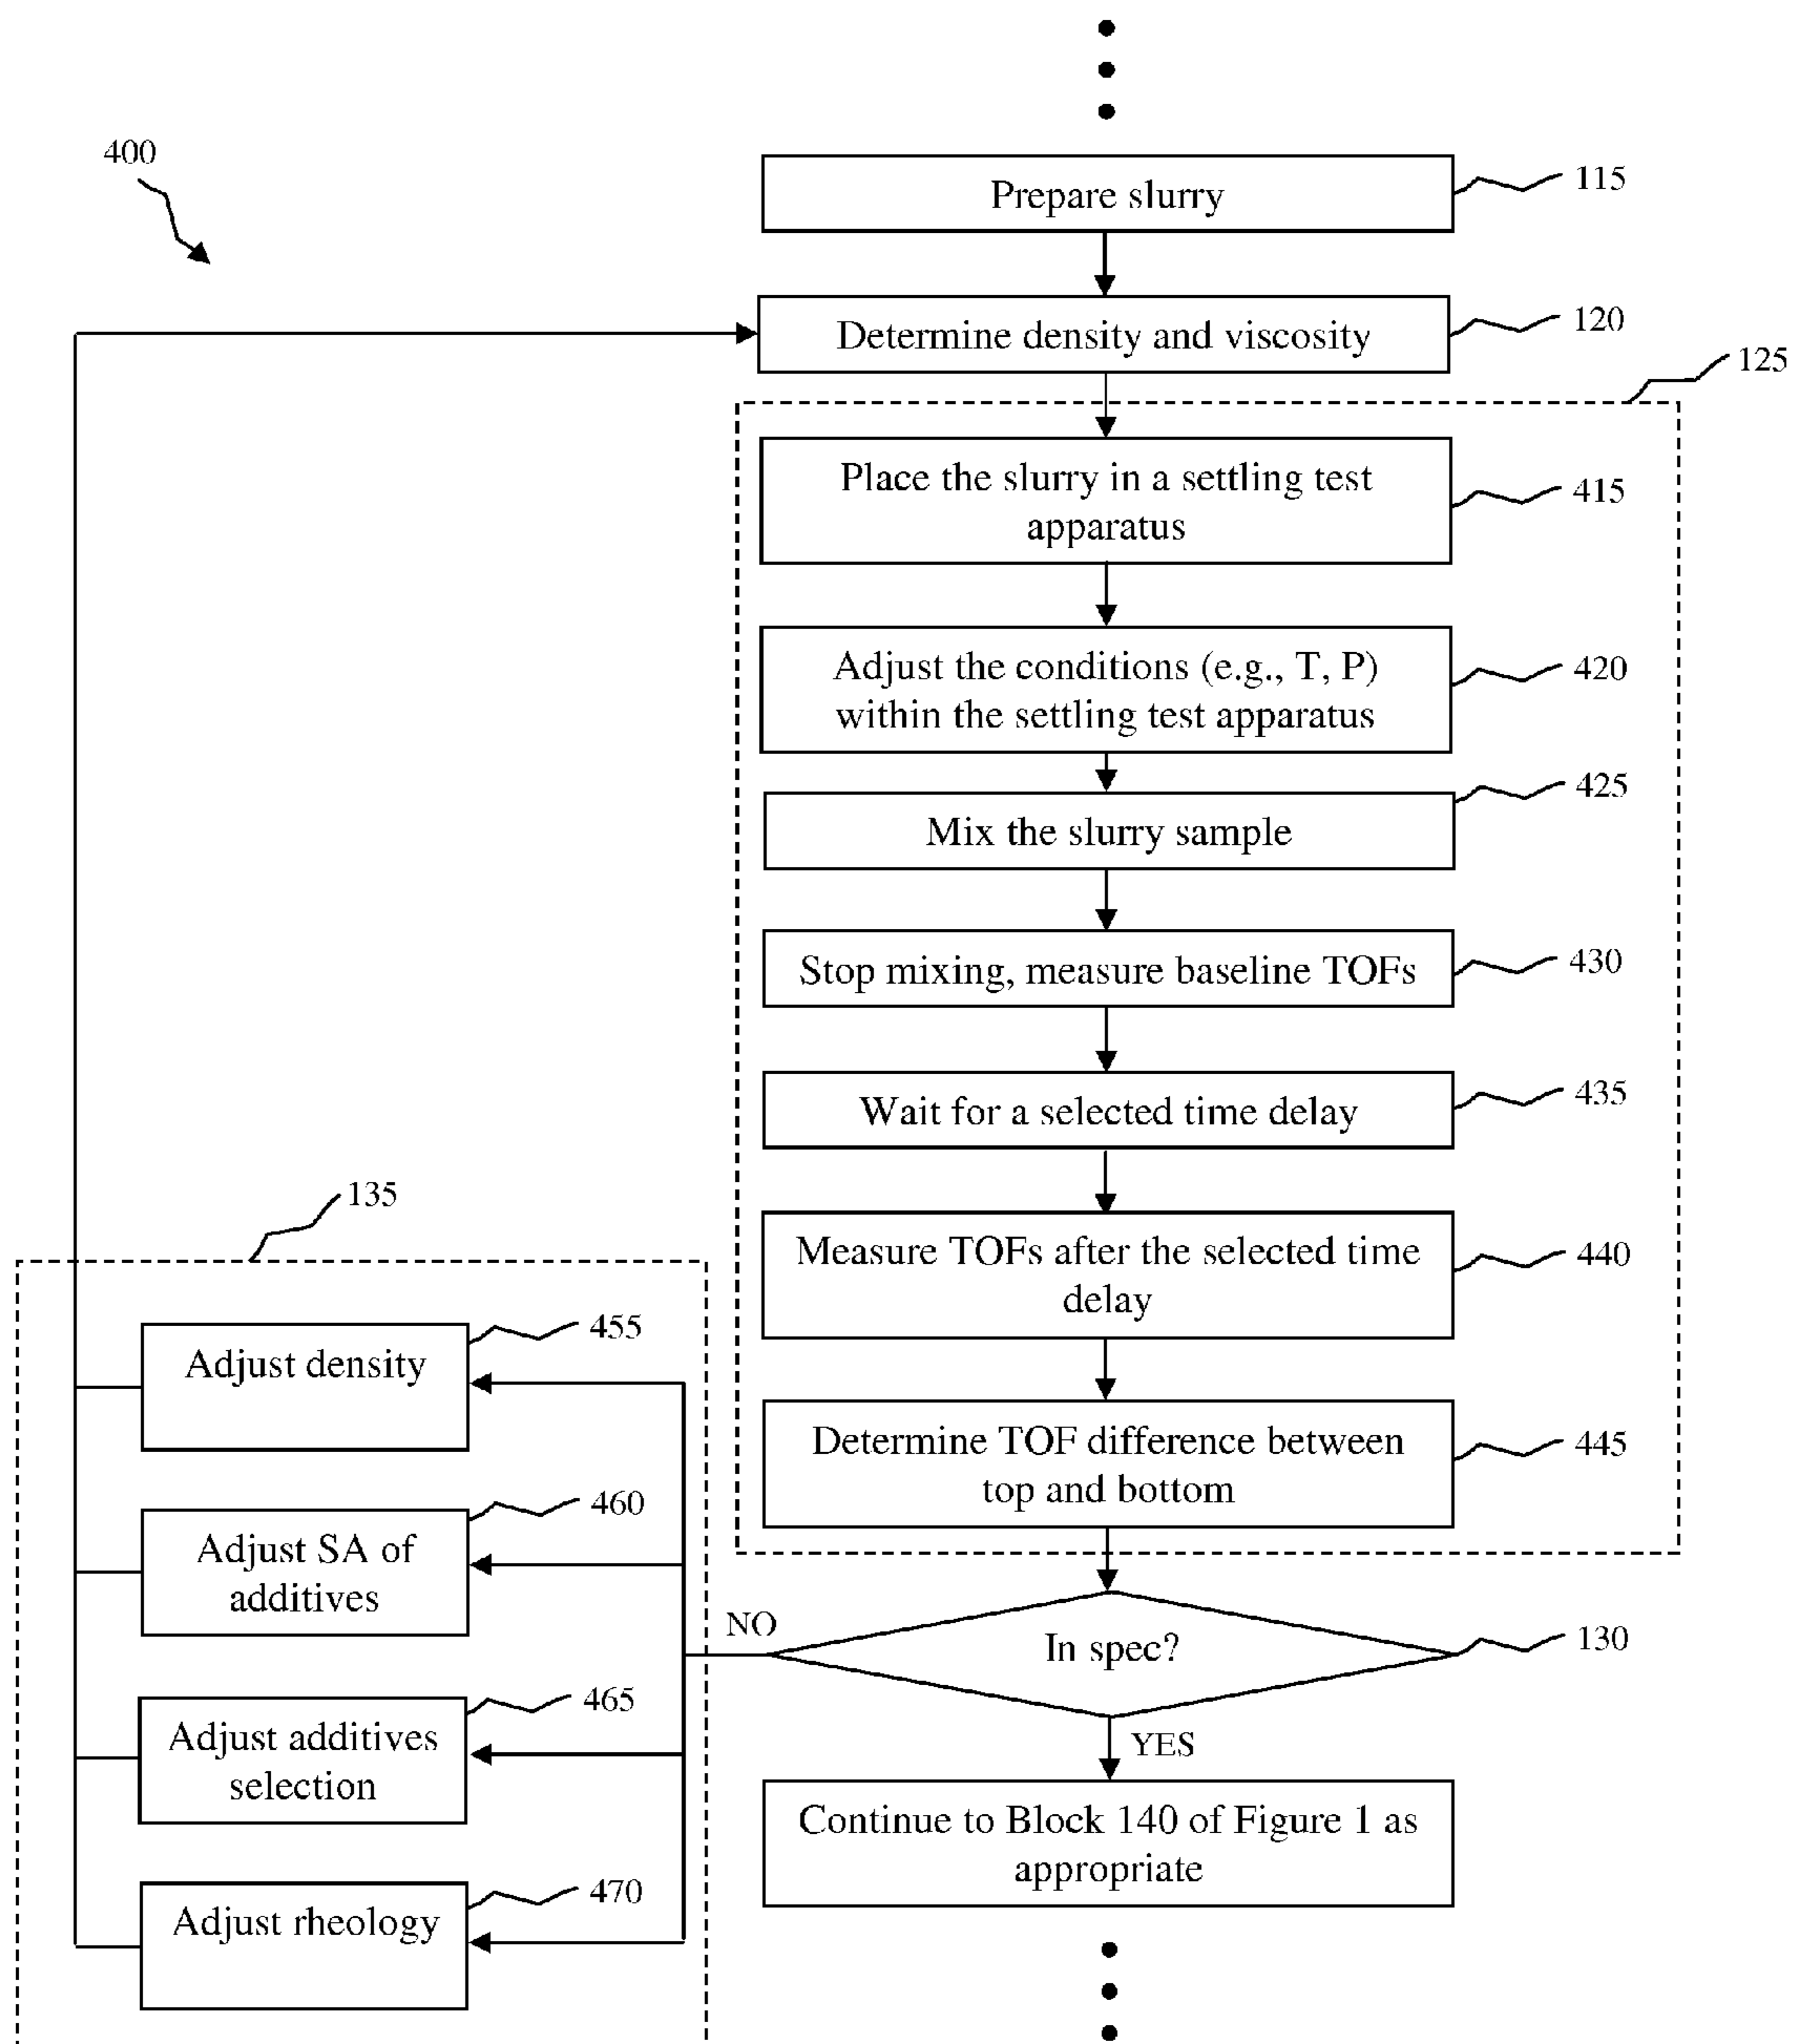 400
Prepare slurry
115
Determine density and viscosity
120
125
Place the slurry in a settling test
apparatus
415
Adjust the conditions (e.g., T, P)
within the settling test apparatus
420
Mix the slurry sample
425
Stop mixing, measure baseline TOFs
430
Wait for a selected time delay
435
Measure TOFs after the selected time
delay
440
Determine TOF difference between
top and bottom
445
In spec?
130
NO
YES
Continue to Block 140 of Figure 1 as
appropriate
135
Adjust density
455
Adjust SA of
additives
460
Adjust additives
selection
465
Adjust rheology
470